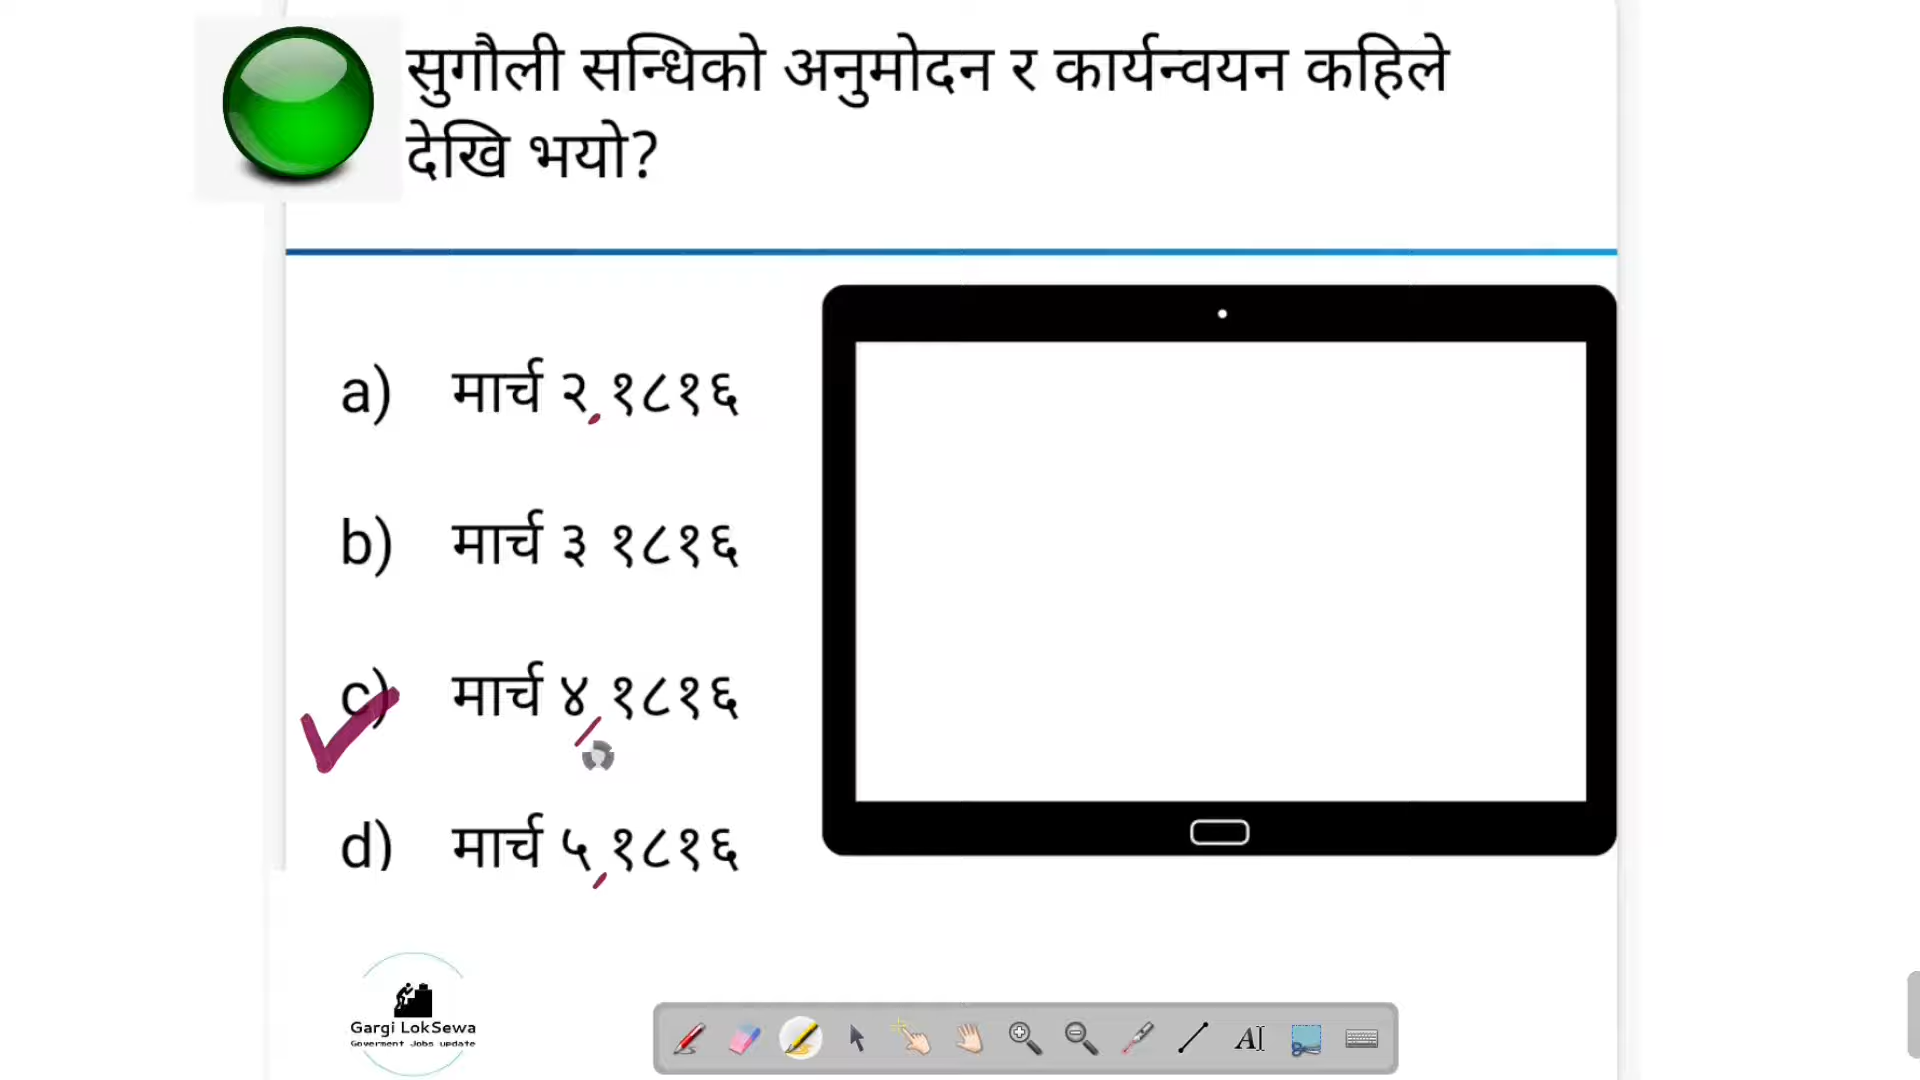 सुगौली सन्धिको अनुमोदन र कार्यन्वयन कहिले
देखि भयो?
a) मार्च २ १८१६
b) मार्च ३ १८१६
c) मार्च ४ १८१६
d) मार्च ५ १८१६
Gargi LokSewa
Goverment Jobs update
AI